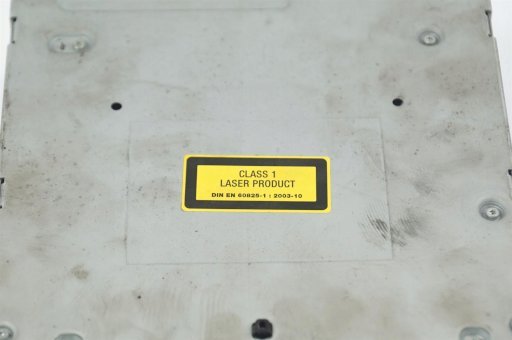 CLASS 1
LASER PRODUCT
DIN EN 60825-1 : 2003-10